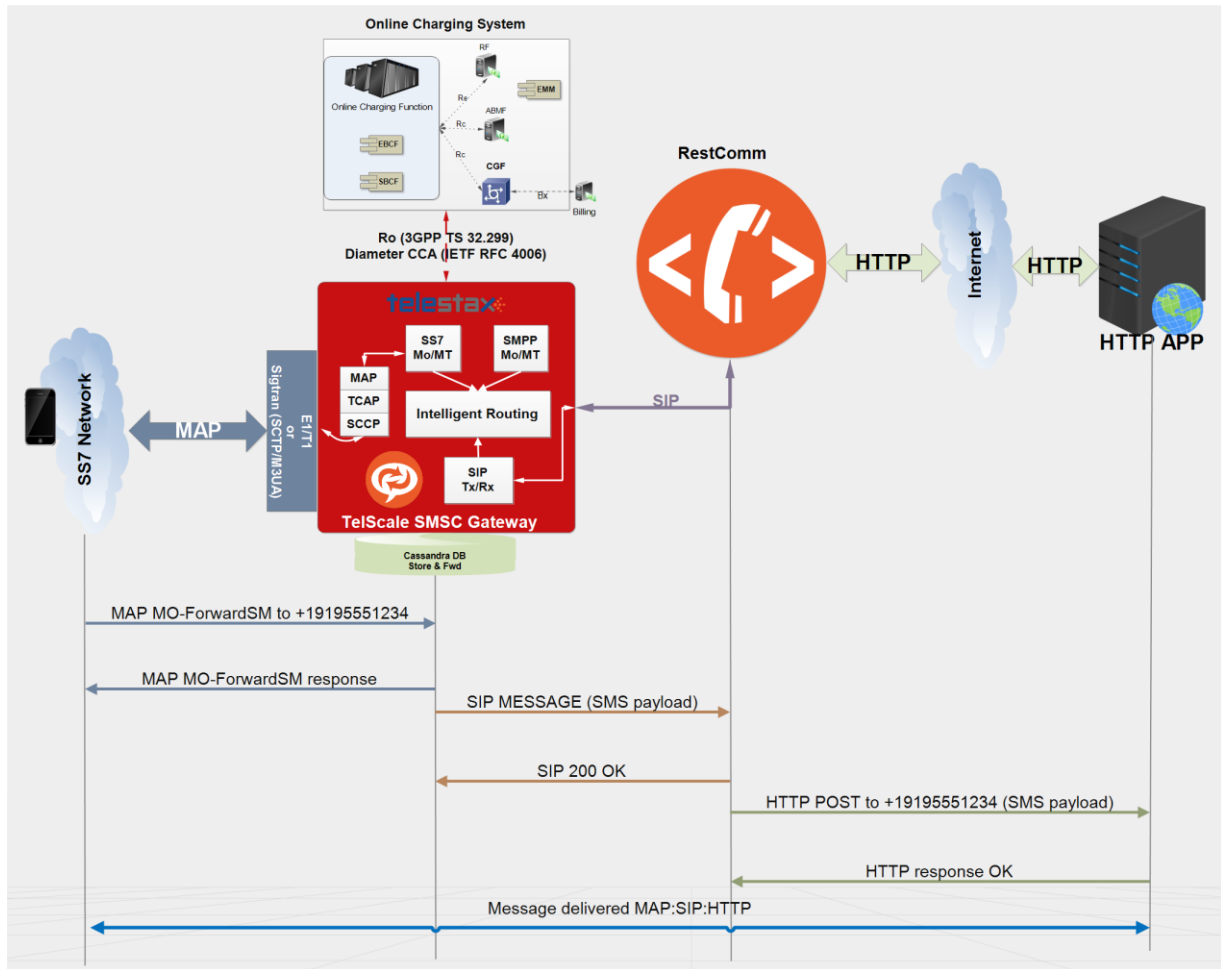 Online Charging System
RF
EMM
Online Charging Function
Re
ABMF
Rc
EBCF
Rc
CGF
SBCF
Bx
Billing
Ro (3GPP TS 32.299)
Diameter CCA (IETF RFC 4006)
RestComm
HTTP
Internet
HTTP
HTTP APP
telestax
SS7
Mo/MT
SMPP
Mo/MT
MAP
TCAP
SCCP
Intelligent Routing
SIP
Tx/Rx
TelScale SMSC Gateway
SIP
SS7 Network
MAP
E1/T1
or
Sigtran (SCTP/M3UA)
Cassandra DB
Store & Fwd
MAP MO-ForwardSM to +19195551234
MAP MO-ForwardSM response
SIP MESSAGE (SMS payload)
SIP 200 OK
HTTP POST to +19195551234 (SMS payload)
HTTP response OK
Message delivered MAP:SIP:HTTP